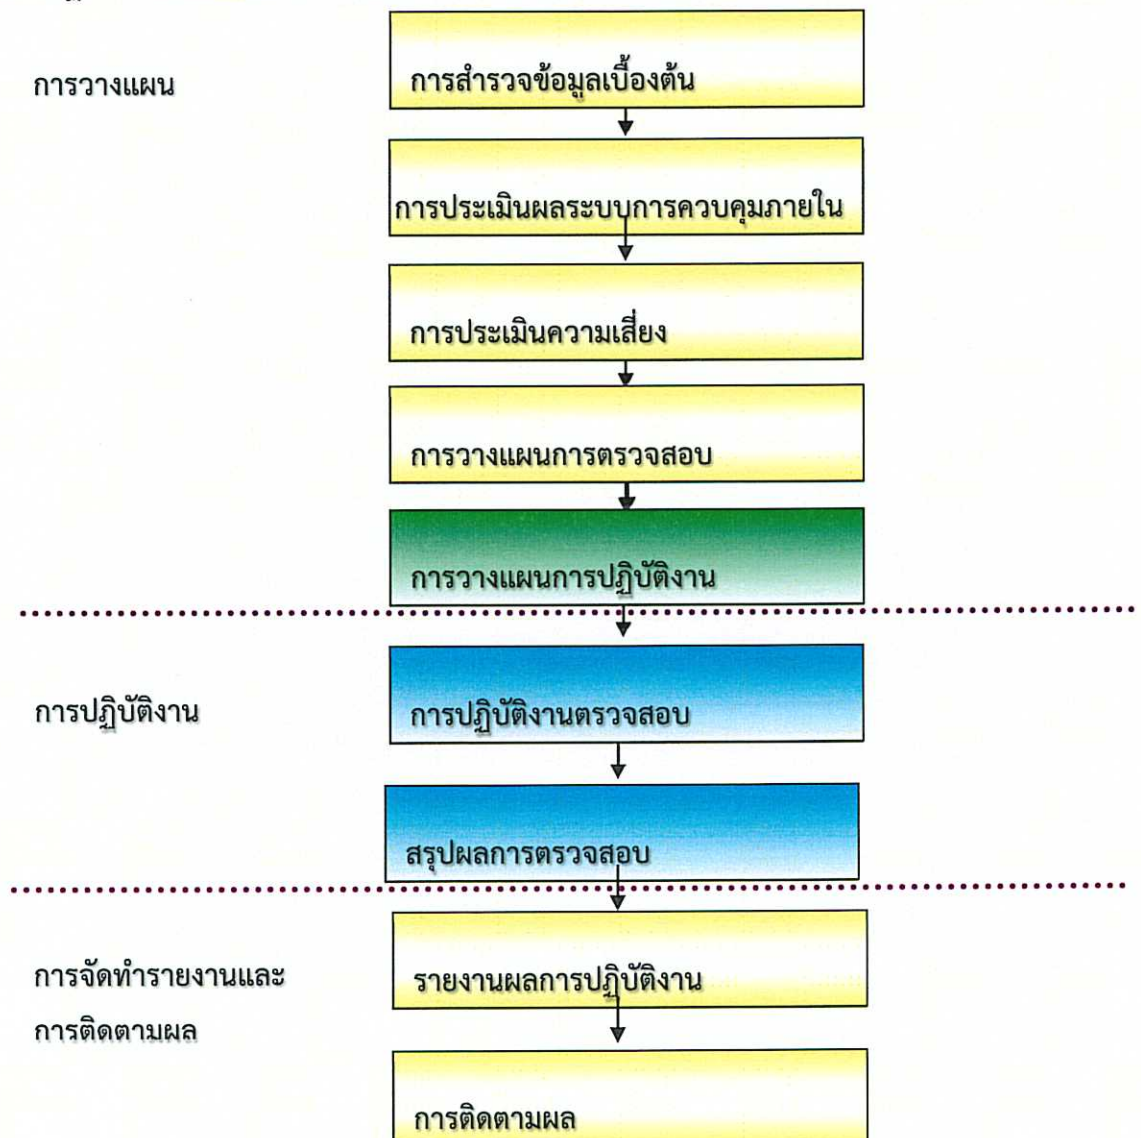 การวางแผน
การสำรวจข้อมูลเบื้องต้น
การประเมินผลระบบการควบคุมภายใน
การประเมินความเสี่ยง
การวางแผนการตรวจสอบ
การวางแผนการปฏิบัติงาน
การปฏิบัติงาน
การปฏิบัติงานตรวจสอบ
สรุปผลการตรวจสอบ
การจัดทำรายงานและ
การติดตามผล
รายงานผลการปฏิบัติงาน
การติดตามผล